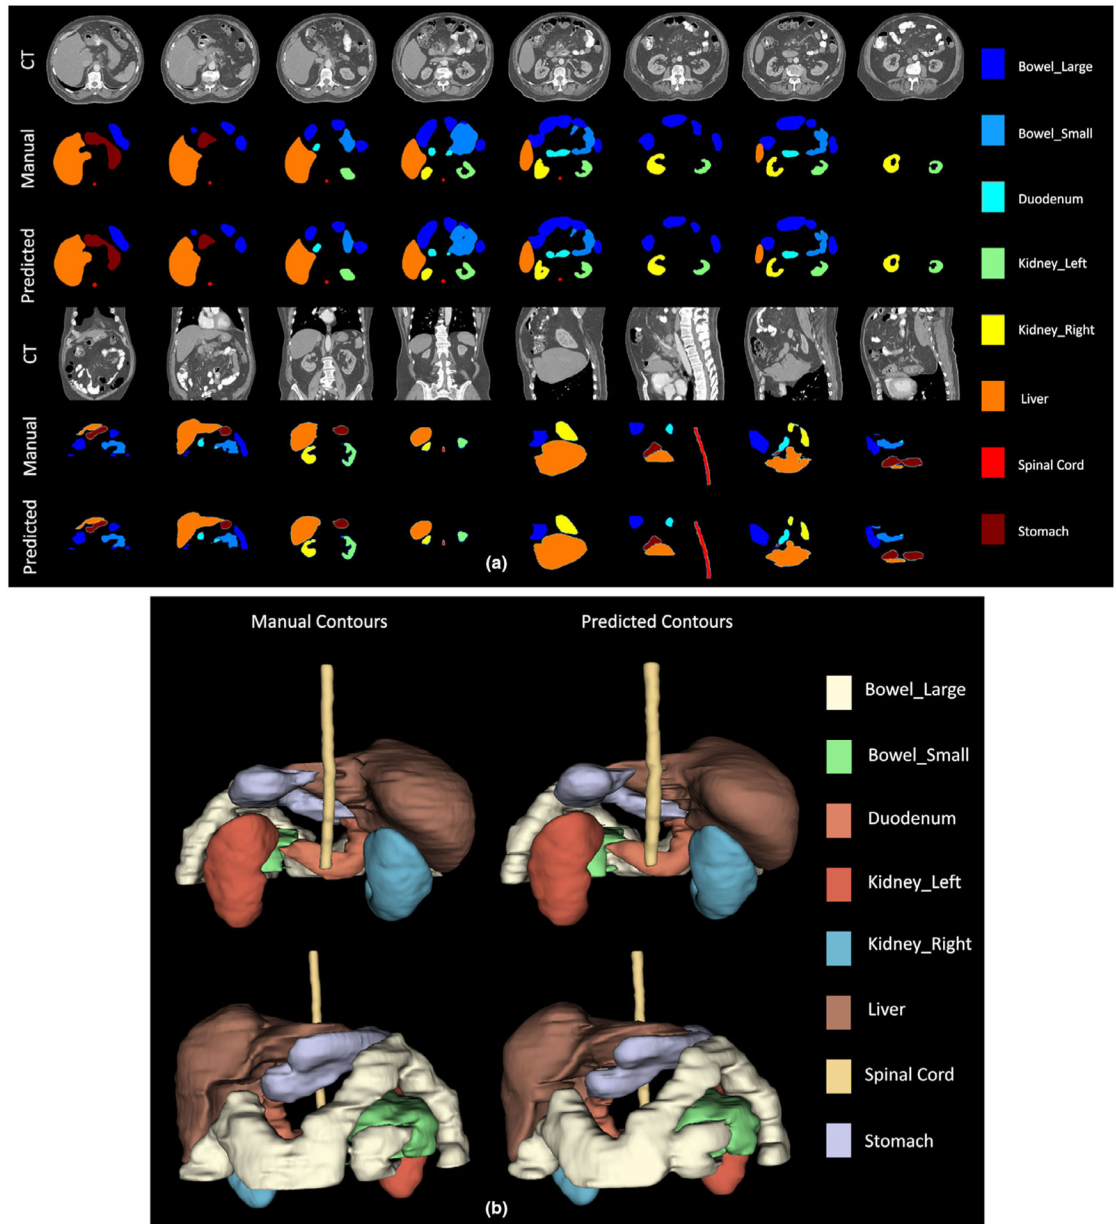 CT
Manual
Predicted
CT
Manual
Predicted
Bowel_Large
Bowel_Small
Duodenum
Kidney_Left
Kidney_Right
Liver
Spinal Cord
Stomach
(a)
Manual Contours
Predicted Contours
Bowel_Large
Bowel_Small
Duodenum
Kidney_Left
Kidney_Right
Liver
Spinal Cord
Stomach
(b)